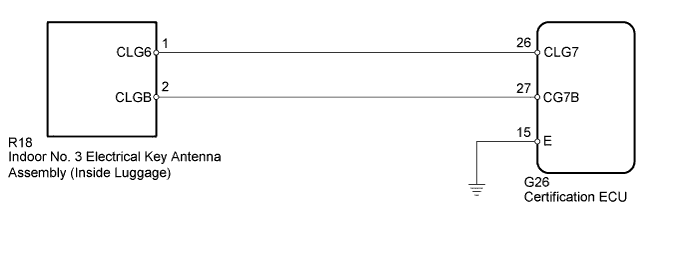 CLG6 1 26 CLG7
CLGB 2 27 CG7B
15 E
R18
Indoor No. 3 Electrical Key Antenna
Assembly (Inside Luggage)
G26
Certification ECU